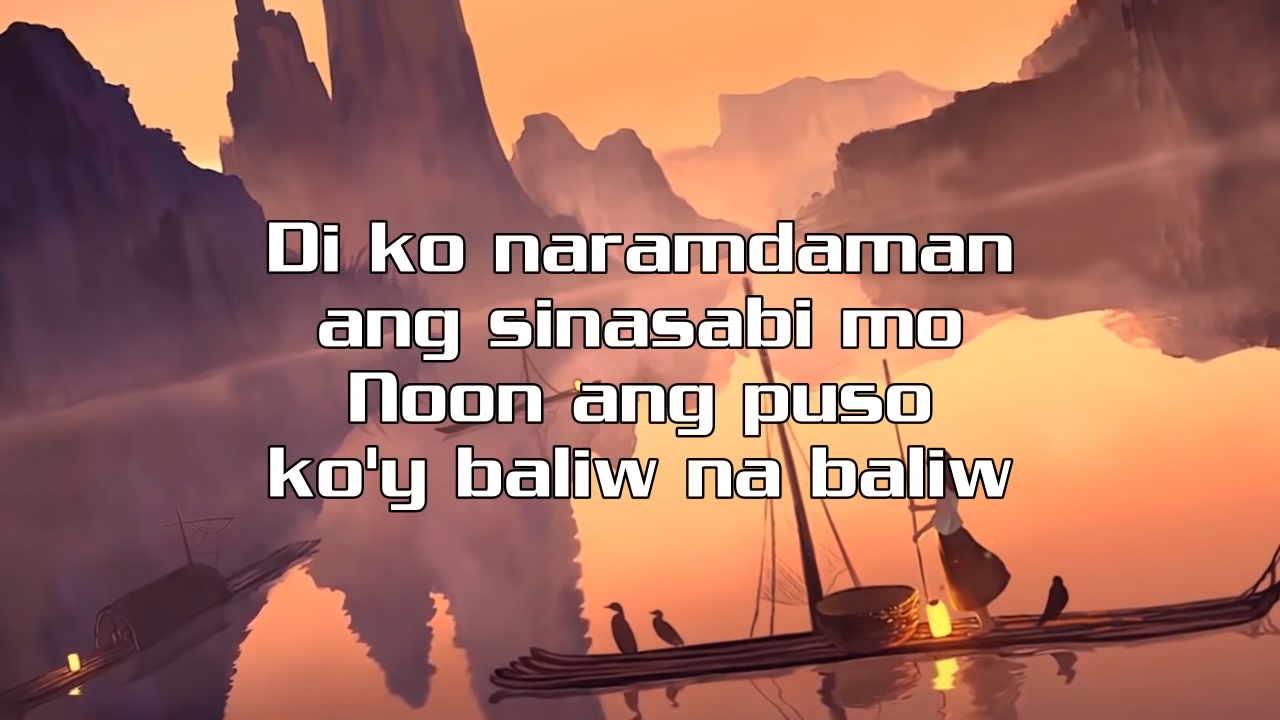 Di ko naramdaman
ang sinasabi mo
Noon ang puso
ko'y baliw na baliw